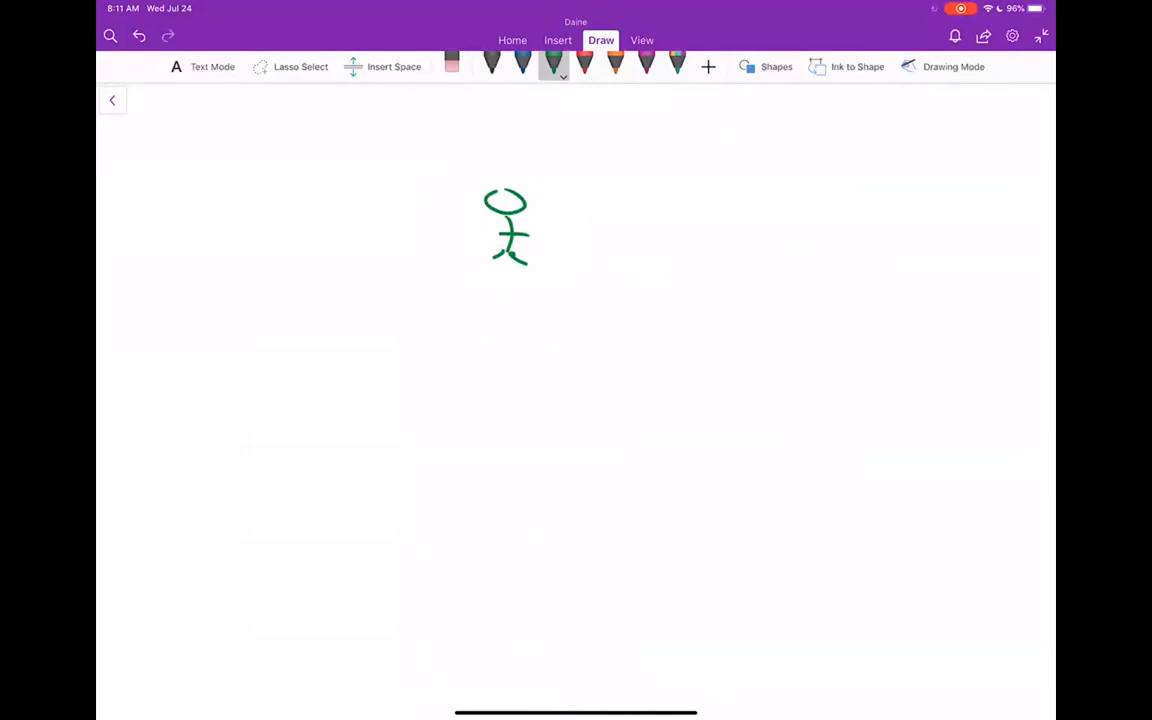 8:11 AM Wed Jul 24
96%
Daine
Home Insert Draw View
A Text Mode Lasso Select Insert Space Shapes Ink to Shape Drawing Mode